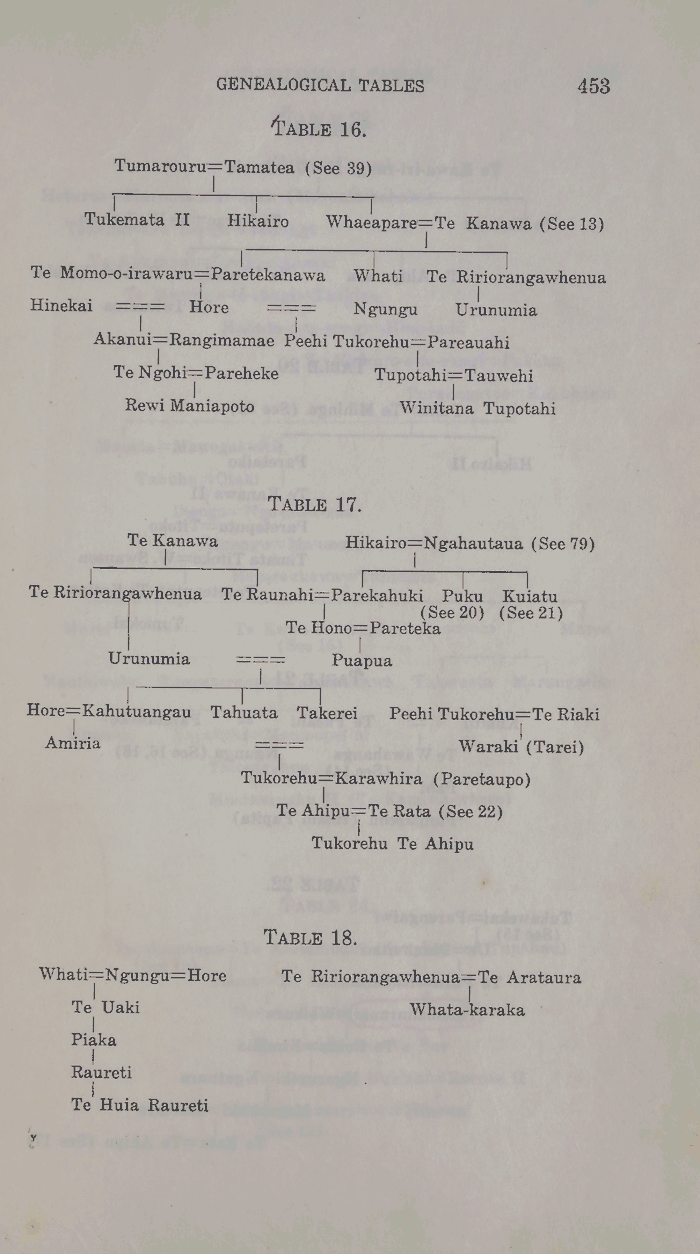 GENEALOGICAL TABLES 453
TABLE 16.
Tumarouru=Tamatea (See 39)
Tukemata II Hikairo Whaeapare=Te Kanawa (See 13)
Te Momo-o-irawaru=Paretekanawa Whati Te Ririorangawhenua
Hinekai === Hore === Ngungu Urunumia
Akanui=Rangimamae Peehi Tukorehu=Pareauahi
Te Ngohi=Pareheke Tupotahi=Tauwehi
Rewi Maniapoto Winitana Tupotahi
TABLE 17.
Te Kanawa Hikairo=Ngahautaua (See 79)
Te Ririorangawhenua Te Raunahi=Parekahuki Puku Kuiatu
(See 20) (See 21)
Te Hono=Pareteka
Urunumia === Puapua
Hore=Kahutuangau Tahuata Takerei Peehi Tukorehu=Te Riaki
Amiria === Waraki (Tarei)
Tukorehu=Karawhira (Paretaupo)
Te Ahipu=Te Rata (See 22)
Tukorehu Te Ahipu
TABLE 18.
Whati=Ngungu=Hore Te Ririorangawhenua=Te Arataura
Te Uaki Whata-karaka
Piaka
Raureti
Te Huia Raureti